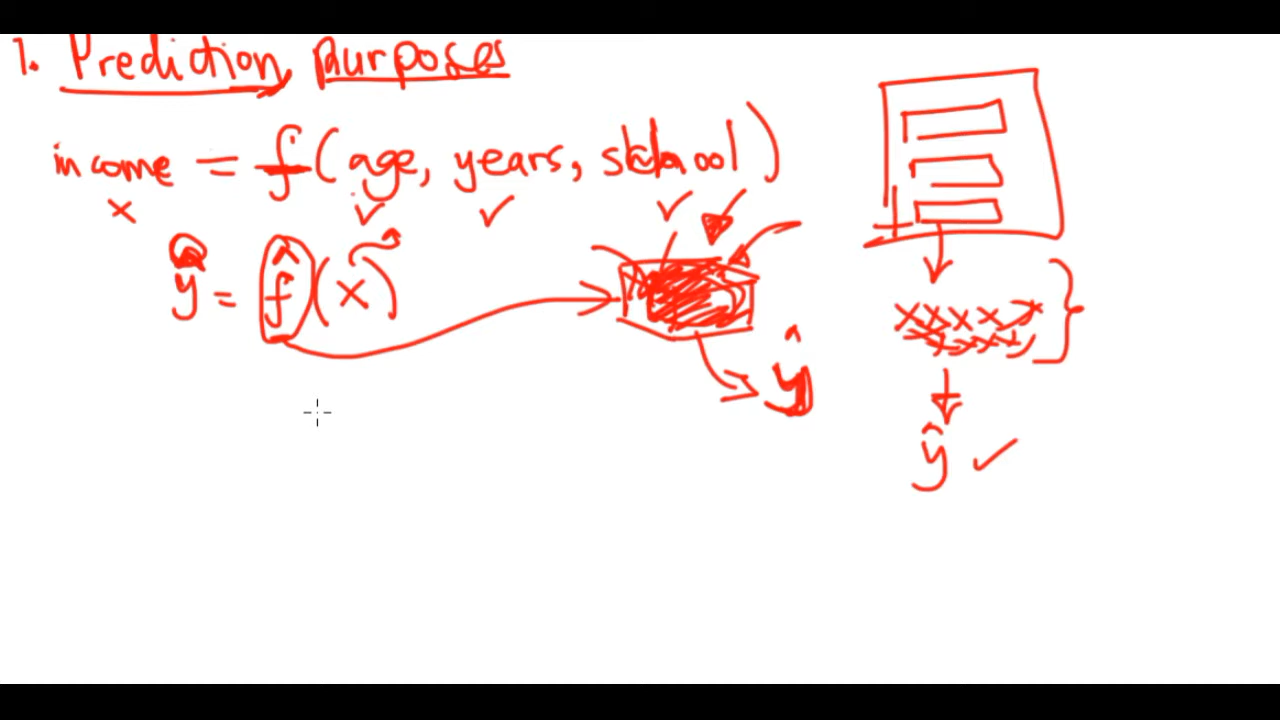 1. Prediction purposes
income = f(age, years, school)
x ✓ ✓ ✓
ŷ = f̂(x)
ŷ
x x x x x
ŷ ✓